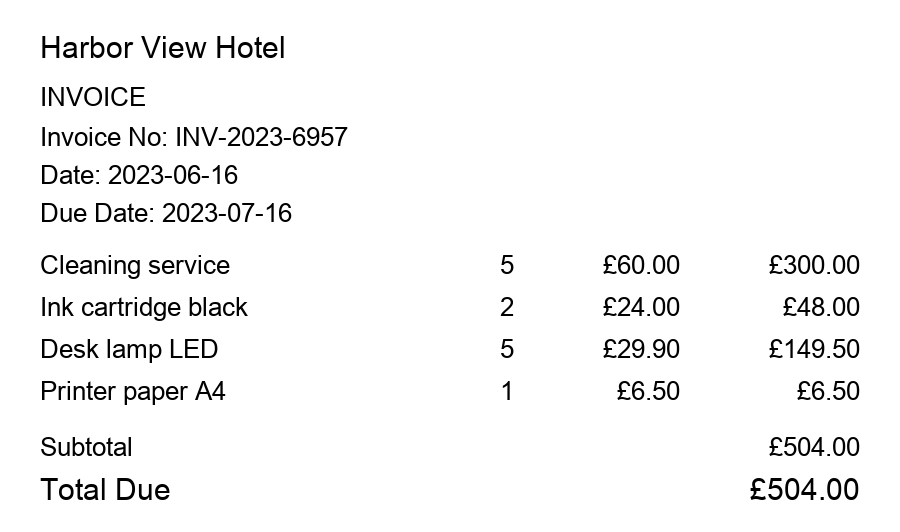 Harbor View Hotel
INVOICE
Invoice No: INV-2023-6957
Date: 2023-06-16
Due Date: 2023-07-16
Cleaning service 5 £60.00 £300.00
Ink cartridge black 2 £24.00 £48.00
Desk lamp LED 5 £29.90 £149.50
Printer paper A4 1 £6.50 £6.50
Subtotal £504.00
Total Due £504.00